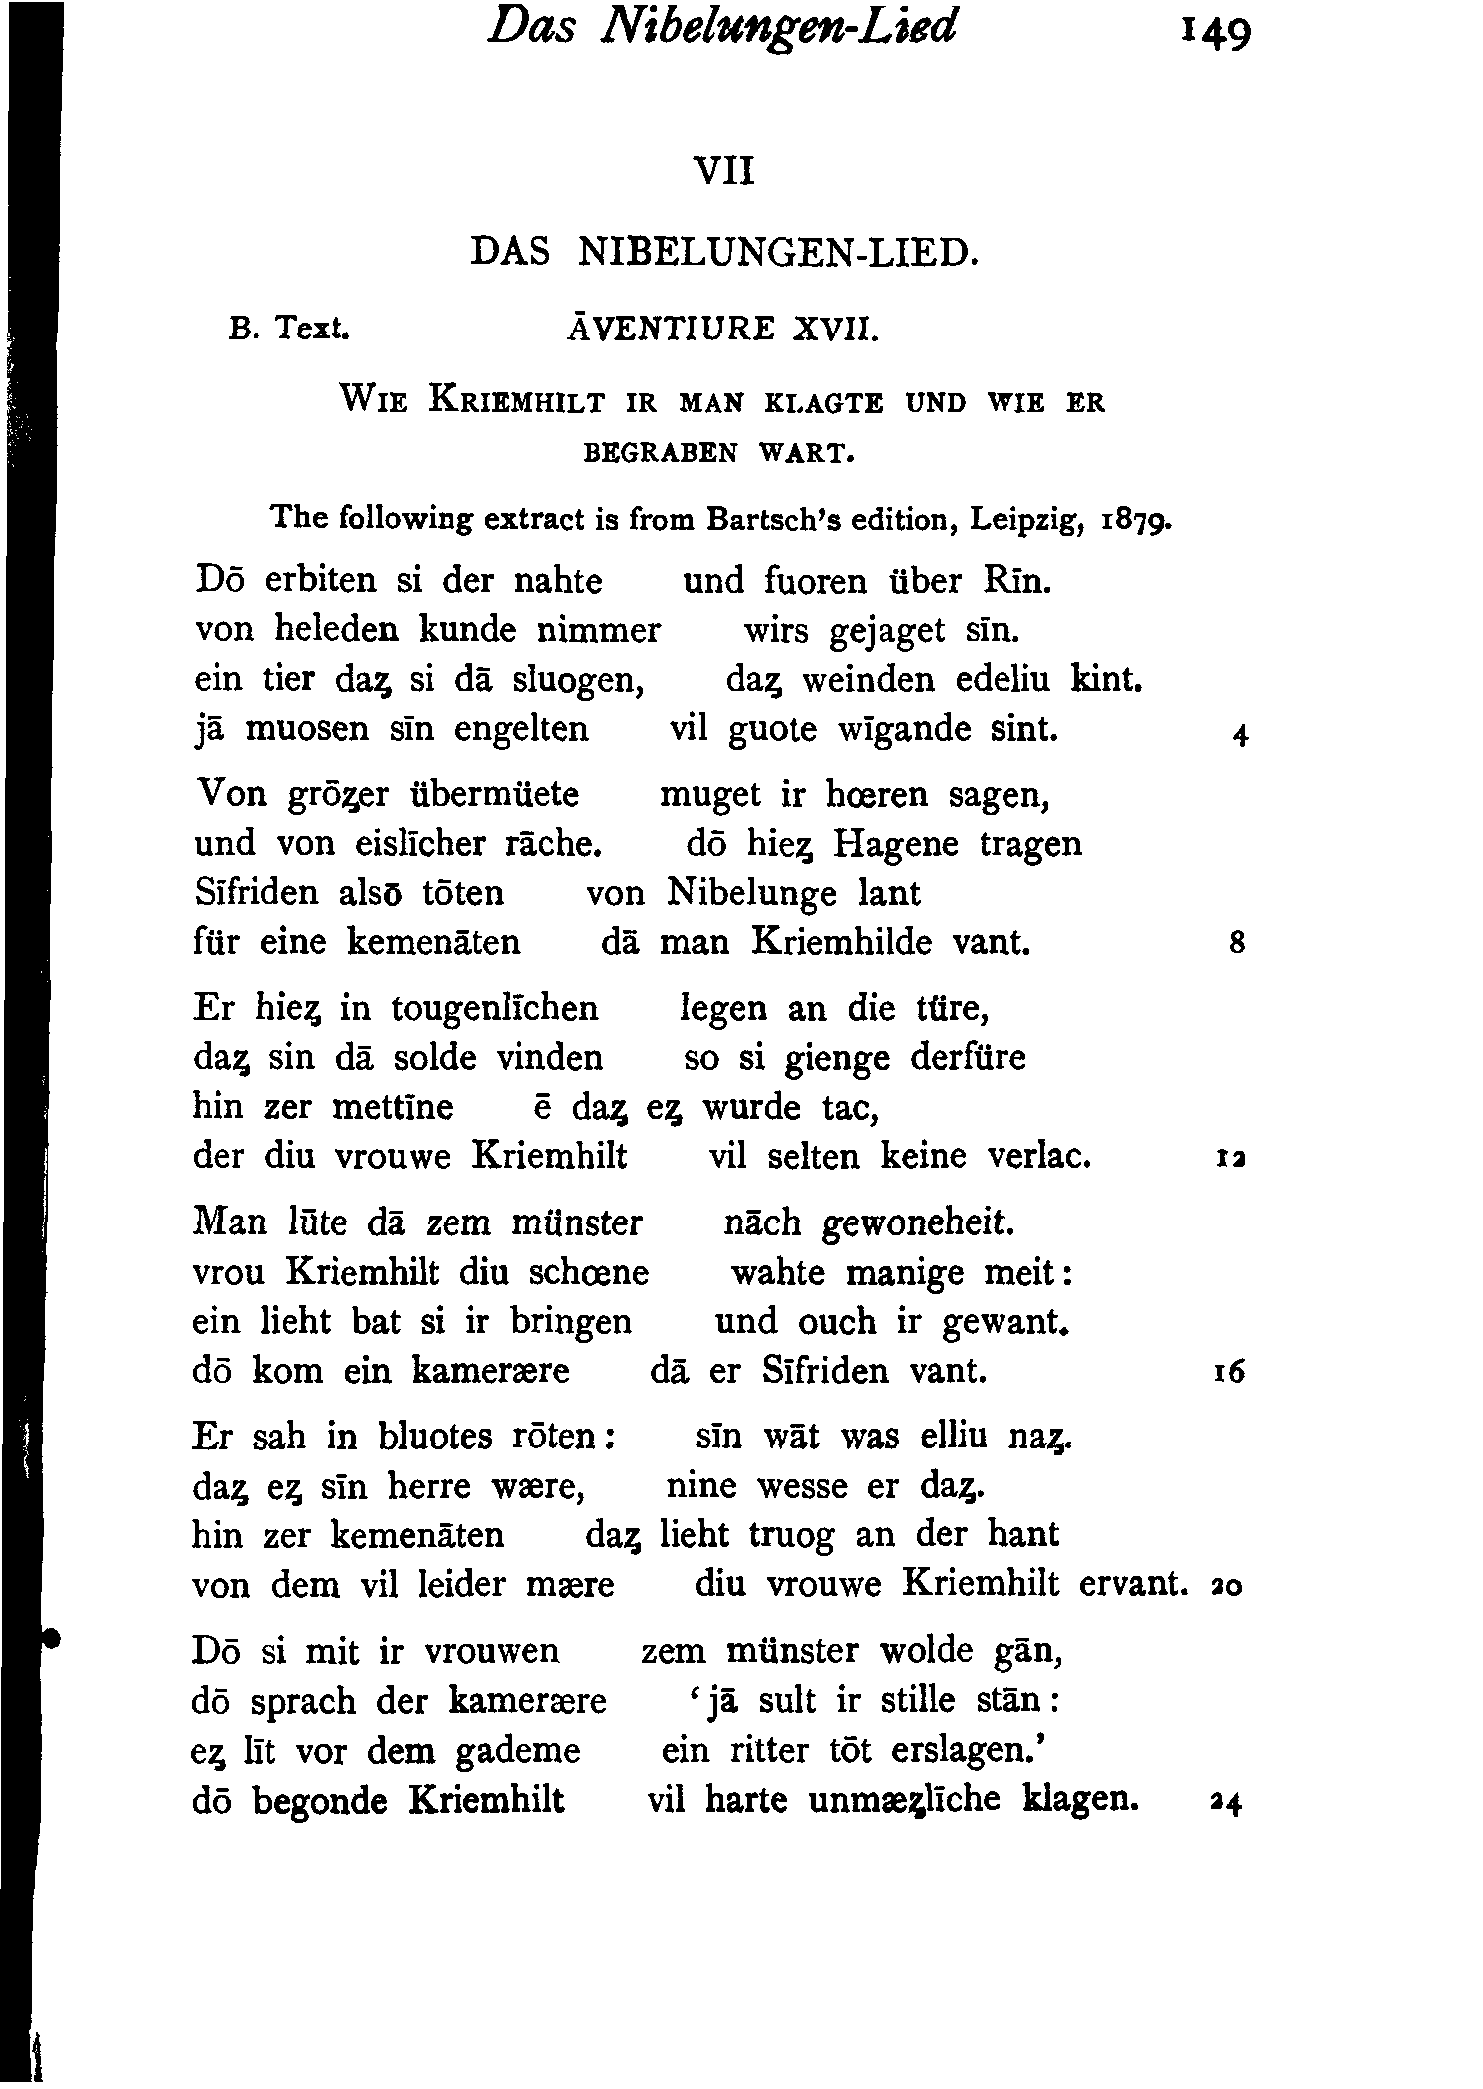 Das Nibelungen-Lied 149
VII
DAS NIBELUNGEN-LIED.
B. Text. ĀVENTIURE XVII.
WIE KRIEMHILT IR MAN KLAGTE UND WIE ER
BEGRABEN WART.
The following extract is from Bartsch's edition, Leipzig, 1879.
Dō erbiten si der nahte und fuoren über Rīn.
von heleden kunde nimmer wirs gejaget sīn.
ein tier daȥ si dā sluogen, daȥ weinden edeliu kint.
jā muosen sīn engelten vil guote wīgande sint. 4
Von grōȥer übermüete muget ir hœren sagen,
und von eislīcher rāche. dō hieȥ Hagene tragen
Sīfriden alsō tōten von Nibelunge lant
für eine kemenāten dā man Kriemhilde vant. 8
Er hieȥ in tougenlīchen legen an die türe,
daȥ sin dā solde vinden so si gienge derfüre
hin zer mettīne ē daȥ eȥ wurde tac,
der diu vrouwe Kriemhilt vil selten keine verlac. 12
Man lūte dā zem münster nāch gewoneheit.
vrou Kriemhilt diu schœne wahte manige meit:
ein lieht bat si ir bringen und ouch ir gewant.
dō kom ein kamerære dā er Sīfriden vant. 16
Er sah in bluotes rōten: sīn wāt was elliu naȥ.
daȥ eȥ sīn herre wære, nine wesse er daȥ.
hin zer kemenāten daȥ lieht truog an der hant
von dem vil leider mære diu vrouwe Kriemhilt ervant. 20
Dō si mit ir vrouwen zem münster wolde gān,
dō sprach der kamerære 'jā sult ir stille stān:
eȥ līt vor dem gademe ein ritter tōt erslagen.'
dō begonde Kriemhilt vil harte unmæȥlīche klagen. 24